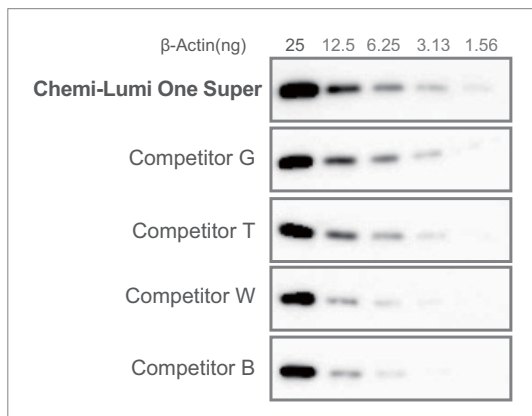 β-Actin(ng) 25 12.5 6.25 3.13 1.56
Chemi-Lumi One Super
Competitor G
Competitor T
Competitor W
Competitor B